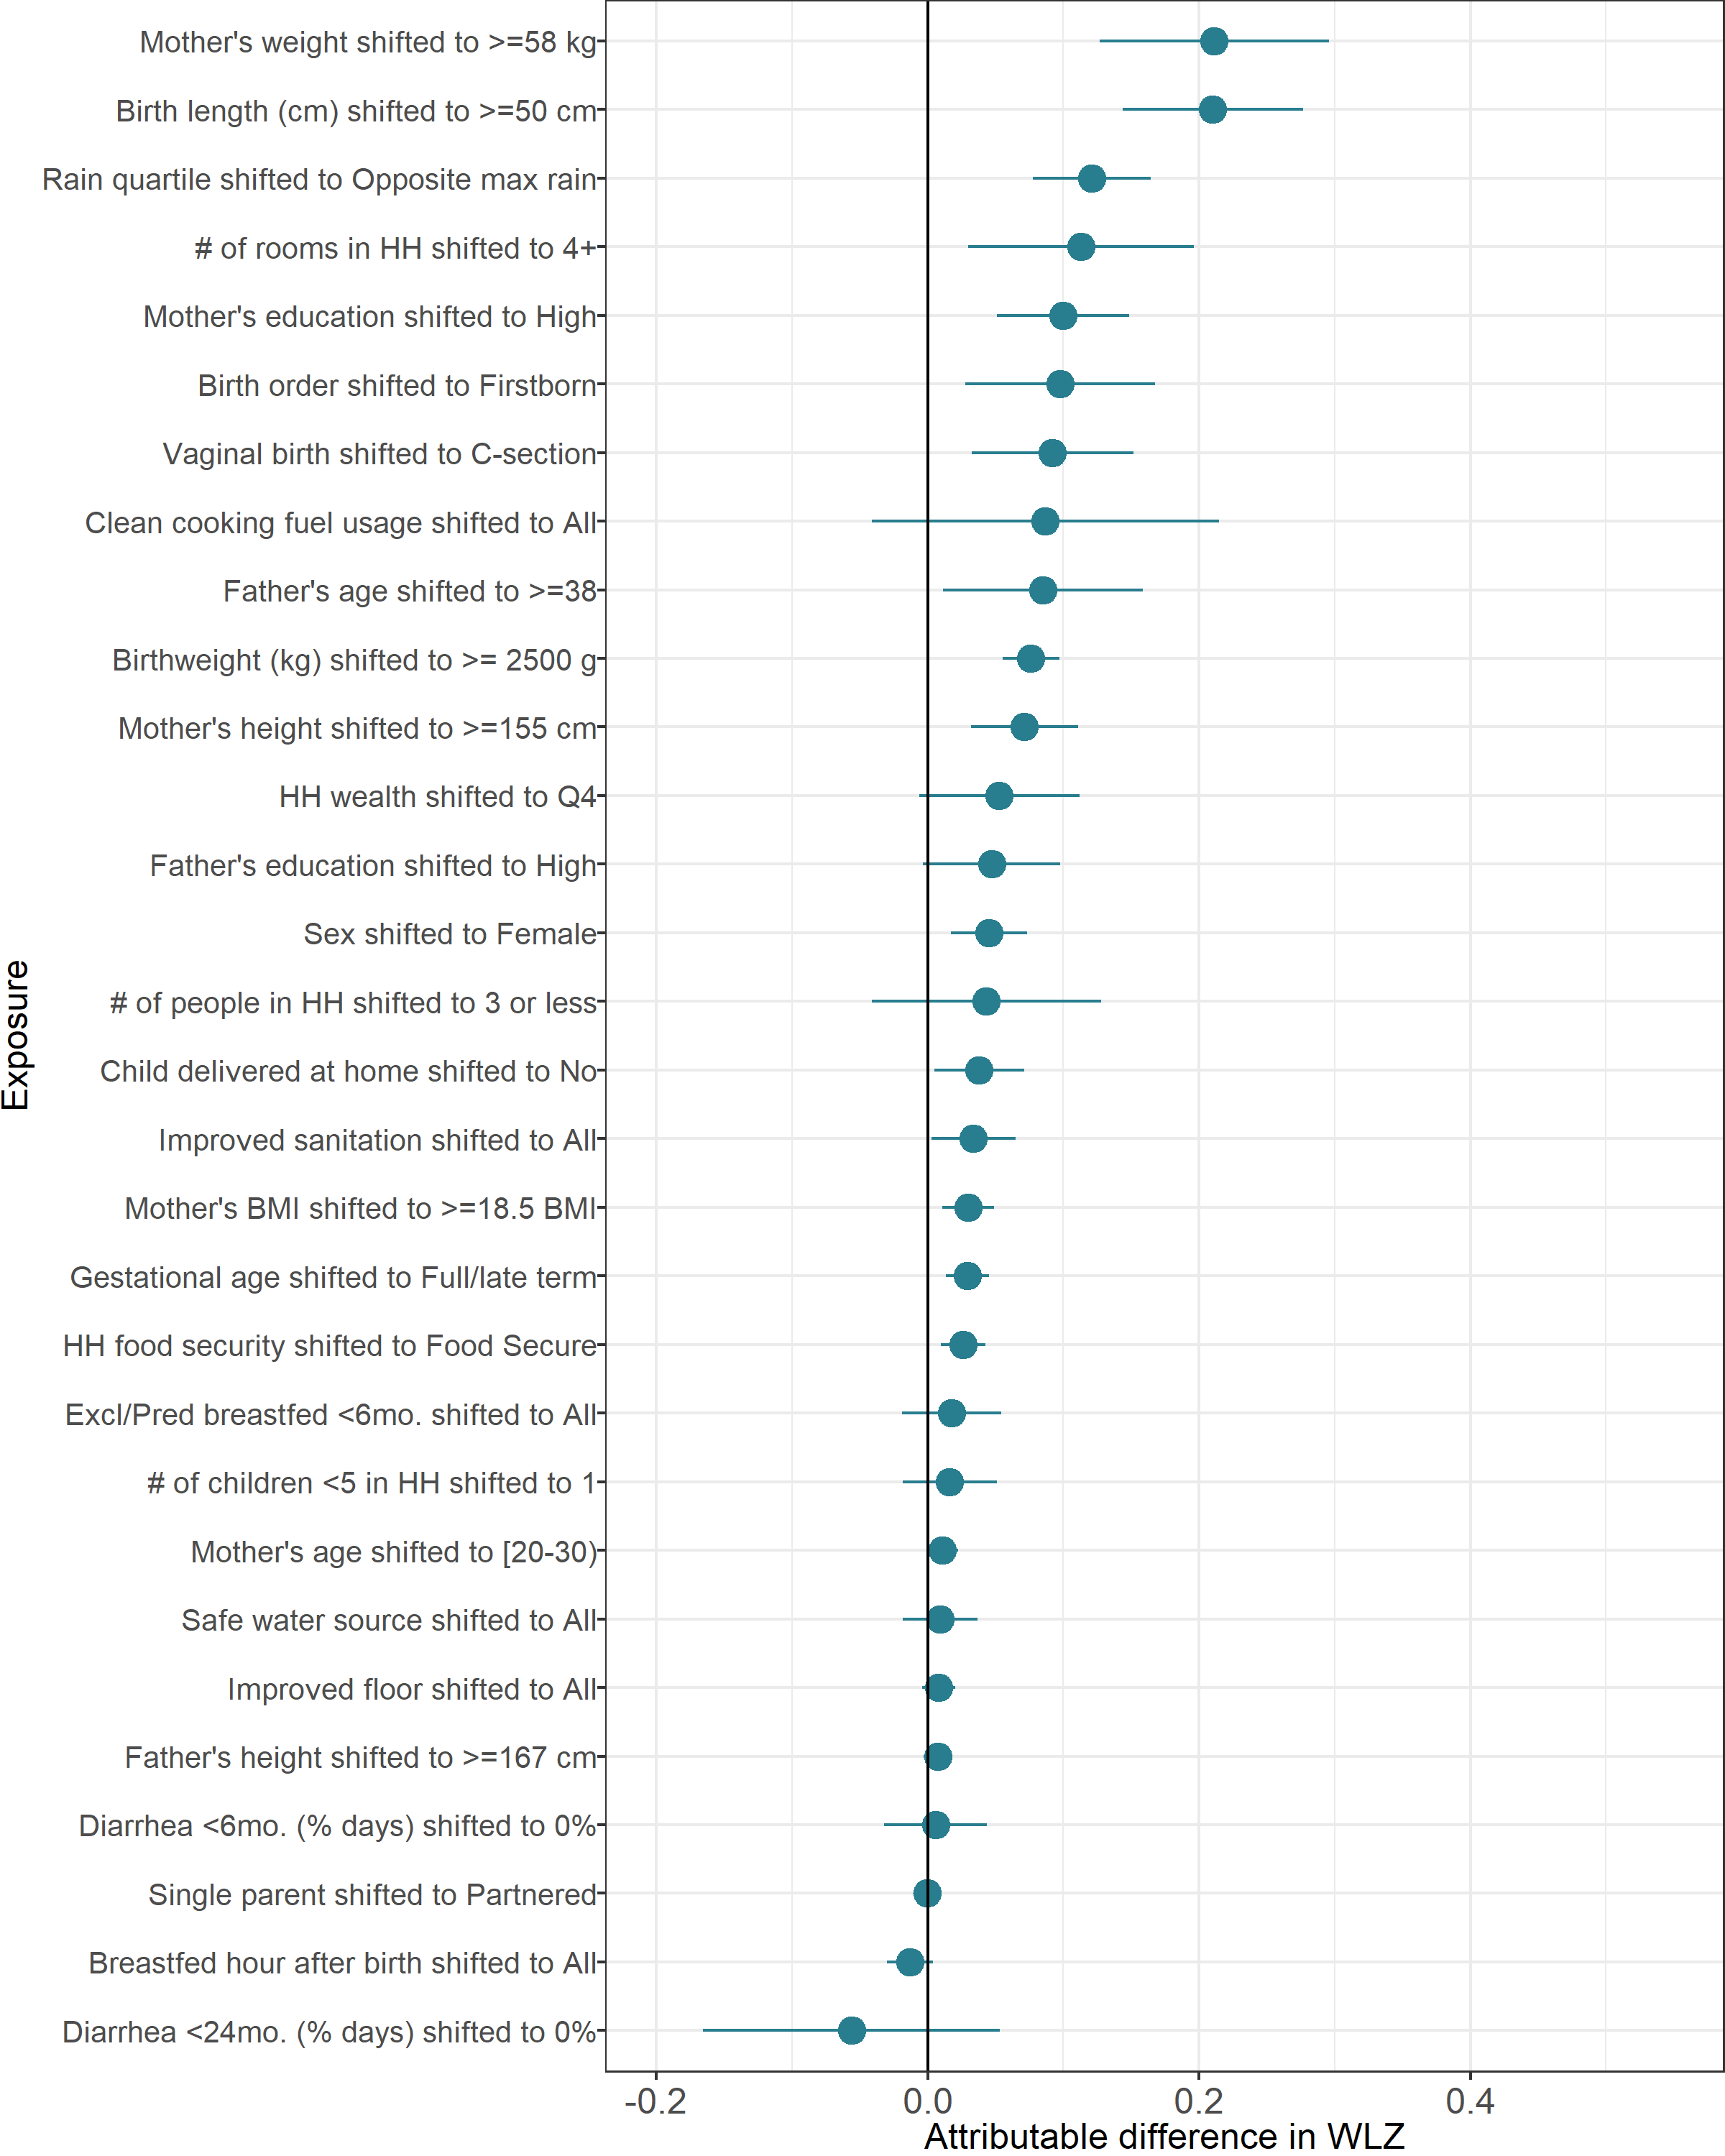 Mother's weight shifted to >=58 kg
Birth length (cm) shifted to >=50 cm
Rain quartile shifted to Opposite max rain
# of rooms in HH shifted to 4+
Mother's education shifted to High
Birth order shifted to Firstborn
Vaginal birth shifted to C-section
Clean cooking fuel usage shifted to All
Father's age shifted to >=38
Birthweight (kg) shifted to >= 2500 g
Mother's height shifted to >=155 cm
HH wealth shifted to Q4
Father's education shifted to High
Sex shifted to Female
# of people in HH shifted to 3 or less
Child delivered at home shifted to No
Improved sanitation shifted to All
Mother's BMI shifted to >=18.5 BMI
Gestational age shifted to Full/late term
HH food security shifted to Food Secure
Excl/Pred breastfed <6mo. shifted to All
# of children <5 in HH shifted to 1
Mother's age shifted to [20-30)
Safe water source shifted to All
Improved floor shifted to All
Father's height shifted to >=167 cm
Diarrhea <6mo. (% days) shifted to 0%
Single parent shifted to Partnered
Breastfed hour after birth shifted to All
Diarrhea <24mo. (% days) shifted to 0%
Exposure
-0.2 0.0 0.2 0.4
Attributable difference in WLZ